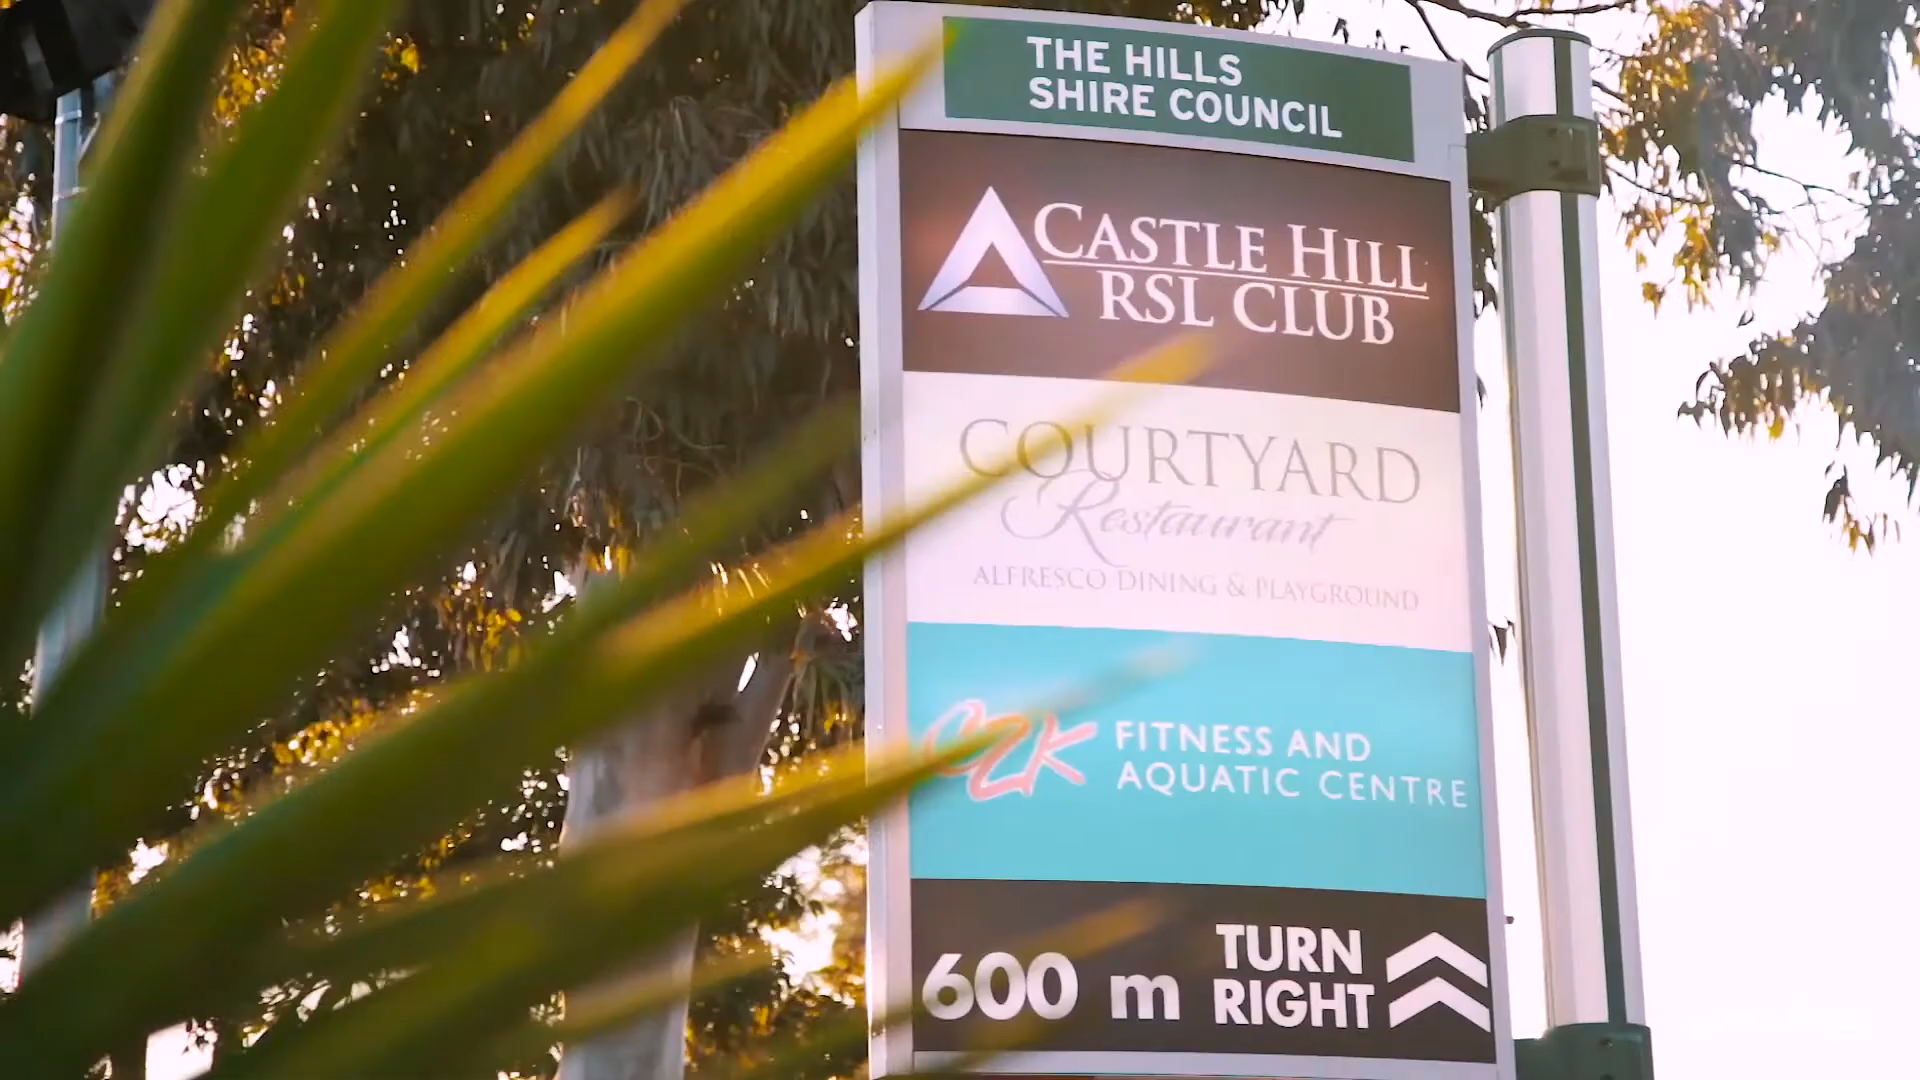 THE HILLS
SHIRE COUNCIL
CASTLE HILL
RSL CLUB
COURTYARD
Restaurant
ALFRESCO DINING & PLAYGROUND
C2K
FITNESS AND
AQUATIC CENTRE
600 m
TURN
RIGHT